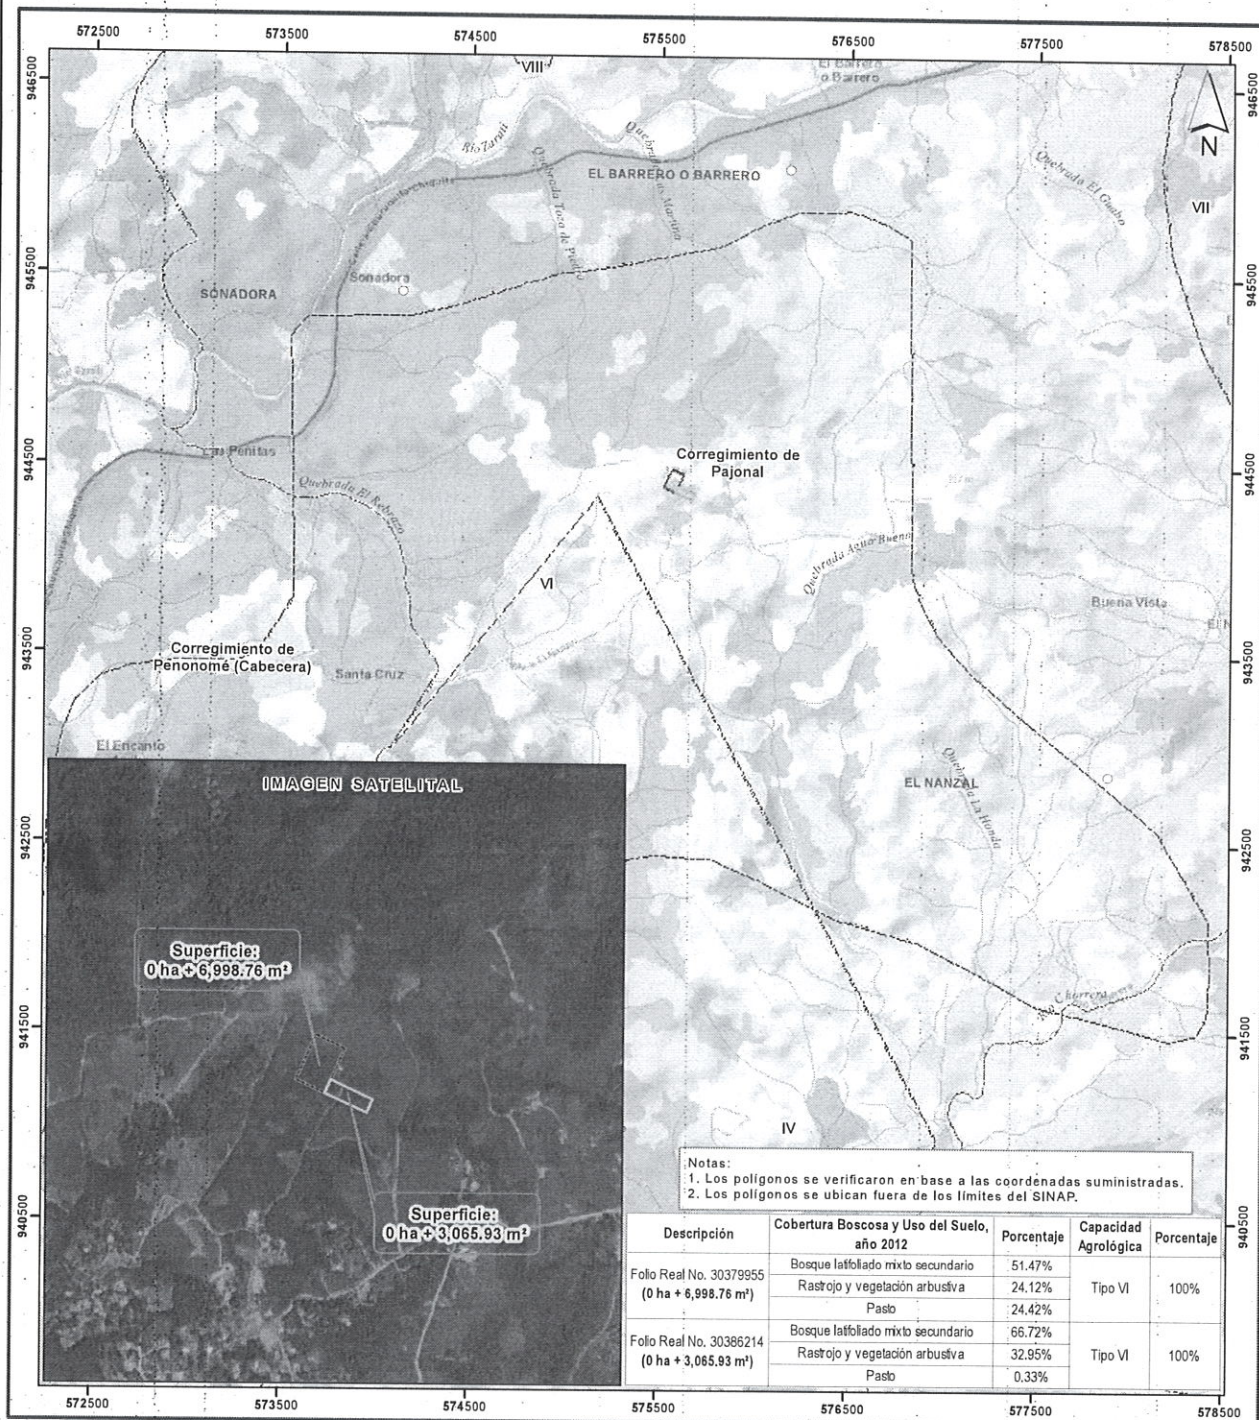 572500 573500 574500 575500 576500 577500 578500
946500
946500
VIII
El Barrero
o Barrero
N
Río Zaratí
Quebrada El Guabo
EL BARRERO O BARRERO
Quebrada Toza de Piedra
VII
945500
945500
SONADORA
Sonadora
944500
944500
Las Peñitas
Corregimiento de
Pajonal
Quebrada El Rebrazo
Quebrada Agua Buena
VI
Buena Vista
943500
943500
Corregimiento de
Penonomé (Cabecera)
Santa Cruz
El Encanto
EL NANZAL
Quebrada La Honda
942500
942500
IMAGEN SATELITAL
Superficie:
0 ha + 6,998.76 m²
941500
941500
IV
Superficie:
0 ha + 3,065.93 m²
940500
940500
Notas:
1. Los polígonos se verificaron en base a las coordenadas suministradas.
2. Los polígonos se ubican fuera de los límites del SINAP.
Descripción Cobertura Boscosa y Uso del Suelo, año 2012 Porcentaje Capacidad Agrológica Porcentaje
Folio Real No. 30379955
(0 ha + 6,998.76 m²)
Bosque latifoliado mixto secundario 51.47%
Rastrojo y vegetación arbustiva 24.12% Tipo VI 100%
Pasto 24.42%
Folio Real No. 30386214
(0 ha + 3,065.93 m²)
Bosque latifoliado mixto secundario 66.72%
Rastrojo y vegetación arbustiva 32.95% Tipo VI 100%
Pasto 0.33%
572500 573500 574500 575500 576500 577500 578500